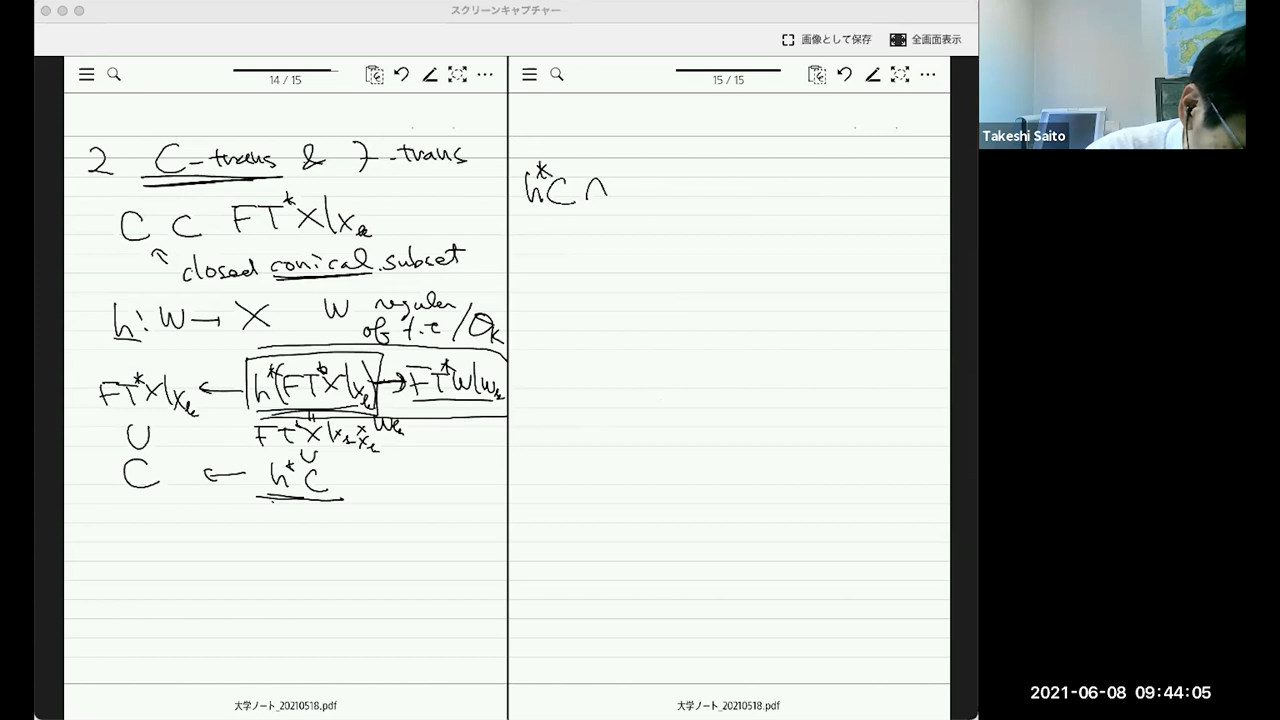 スクリーンキャプチャー
画像として保存 全画面表示
14 / 15
2 C-trans & F-trans
C ⊂ FT*X|x_k
↑ closed conical subset
h: W → X W regular
of f.t. / O_K
FT*X|x_k ← h*(FT*X|x_k) → FT*W|w_k
∪ FT*X|x_k ×_{x_k} W_k
∪
C ← h*C
大学ノート_20210518.pdf
15 / 15
h*C ∩
大学ノート_20210518.pdf
Takeshi Saito
2021-06-08 09:44:05